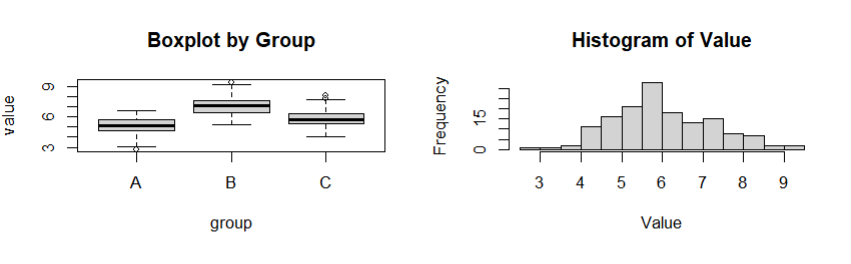 Boxplot by Group
value
3 6 9
A B C
group
Histogram of Value
Frequency
0 15
3 4 5 6 7 8 9
Value